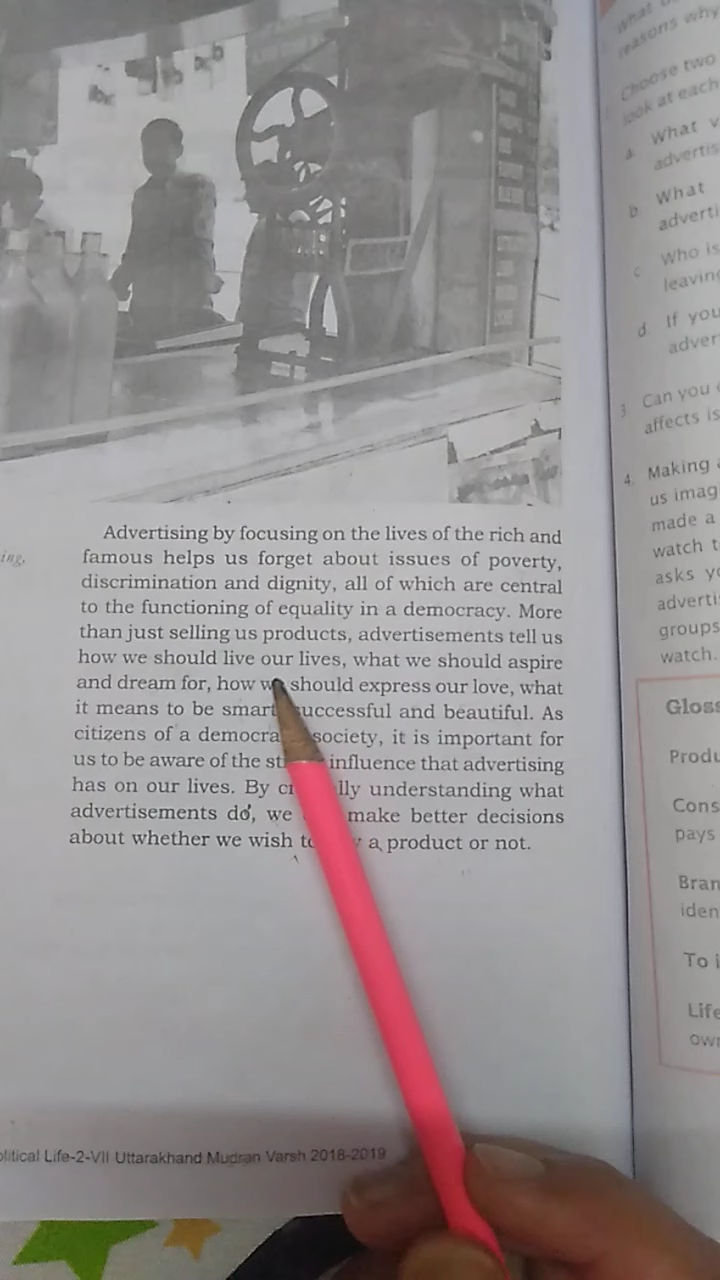 ing,
Advertising by focusing on the lives of the rich and
famous helps us forget about issues of poverty,
discrimination and dignity, all of which are central
to the functioning of equality in a democracy. More
than just selling us products, advertisements tell us
how we should live our lives, what we should aspire
and dream for, how we should express our love, what
it means to be smart successful and beautiful. As
citizens of a democra society, it is important for
us to be aware of the st influence that advertising
has on our lives. By cr lly understanding what
advertisements do, we make better decisions
about whether we wish to a product or not.
olitical Life-2-VII Uttarakhand Mudran Varsh 2018-2019
What
reasons why
Choose two
look at each
a. What v
advertis
b. What
adverti
c. Who is
leaving
d. If you
adver
3. Can you
affects is
4. Making
us imag
made a
watch t
asks yo
adverti
groups
watch.
Gloss
Produ
Cons
pays
Bran
iden
To i
Life
own